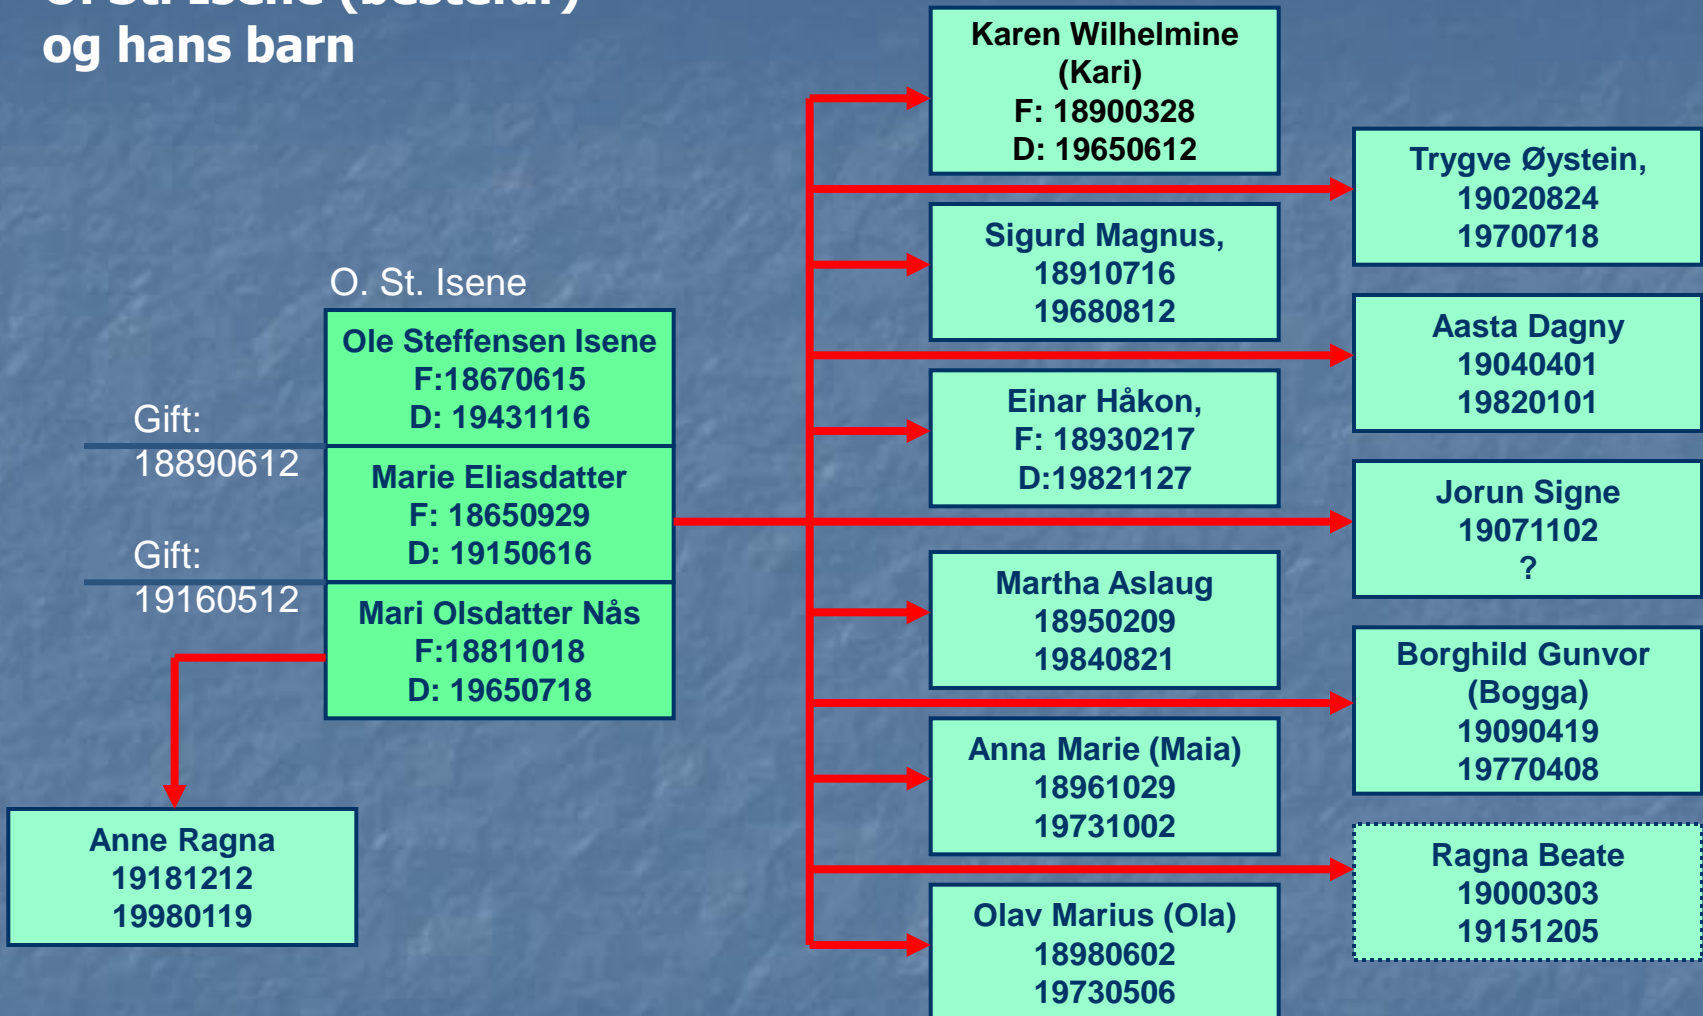 O. St. Isene (bestefar)
og hans barn
O. St. Isene
Ole Steffensen Isene
F:18670615
D: 19431116
Gift:
18890612
Marie Eliasdatter
F: 18650929
D: 19150616
Gift:
19160512
Mari Olsdatter Nås
F:18811018
D: 19650718
Anne Ragna
19181212
19980119
Karen Wilhelmine
(Kari)
F: 18900328
D: 19650612
Sigurd Magnus,
18910716
19680812
Einar Håkon,
F: 18930217
D:19821127
Martha Aslaug
18950209
19840821
Anna Marie (Maia)
18961029
19731002
Olav Marius (Ola)
18980602
19730506
Trygve Øystein,
19020824
19700718
Aasta Dagny
19040401
19820101
Jorun Signe
19071102
?
Borghild Gunvor
(Bogga)
19090419
19770408
Ragna Beate
19000303
19151205